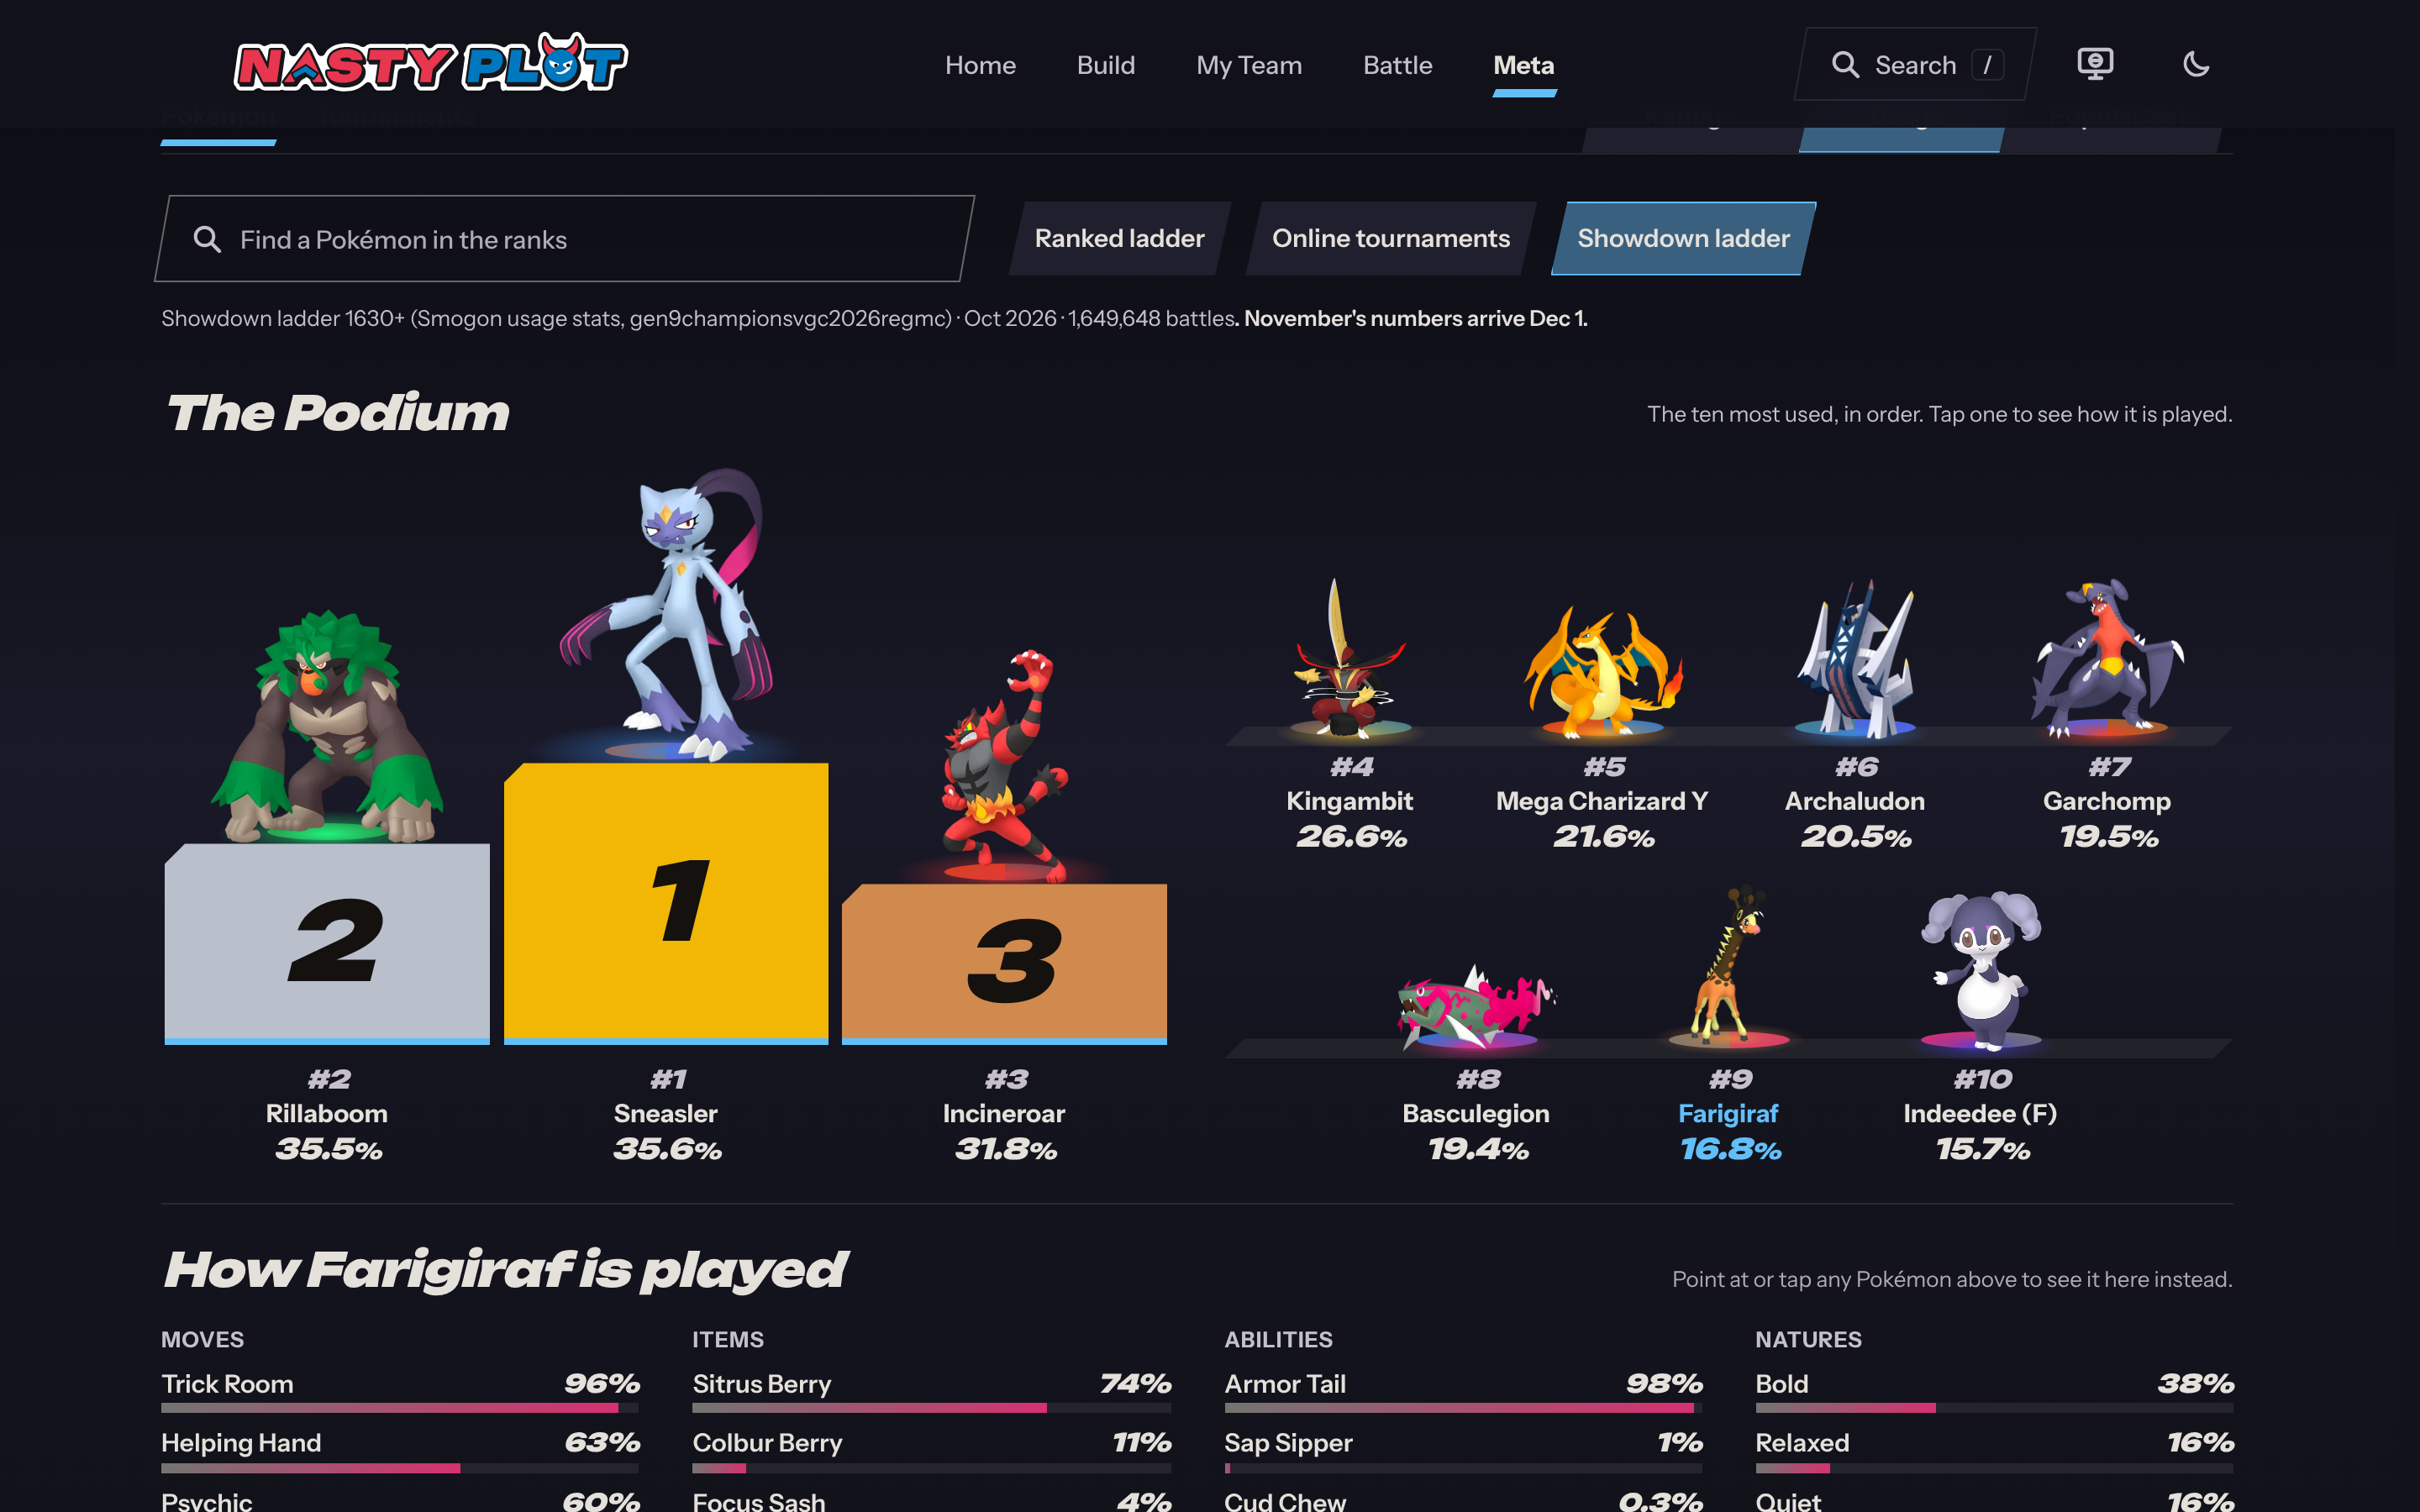 NASTY PLOT
Home Build My Team Battle Meta
Search /
Pokémon Tournaments
Find a Pokémon in the ranks
Ranked ladder Online tournaments Showdown ladder
Showdown ladder 1630+ (Smogon usage stats, gen9championsvgc2026regmc) · Oct 2026 · 1,649,648 battles. November's numbers arrive Dec 1.
The Podium
The ten most used, in order. Tap one to see how it is played.
2 1 3
#2 #1 #3
Rillaboom Sneasler Incineroar
35.5% 35.6% 31.8%
#4 #5 #6 #7
Kingambit Mega Charizard Y Archaludon Garchomp
26.6% 21.6% 20.5% 19.5%
#8 #9 #10
Basculegion Farigiraf Indeedee (F)
19.4% 16.8% 15.7%
How Farigiraf is played
Point at or tap any Pokémon above to see it here instead.
MOVES ITEMS ABILITIES NATURES
Trick Room 96% Sitrus Berry 74% Armor Tail 98% Bold 38%
Helping Hand 63% Colbur Berry 11% Sap Sipper 1% Relaxed 16%
Psychic 60% Focus Sash 4% Cud Chew 0.3% Quiet 16%